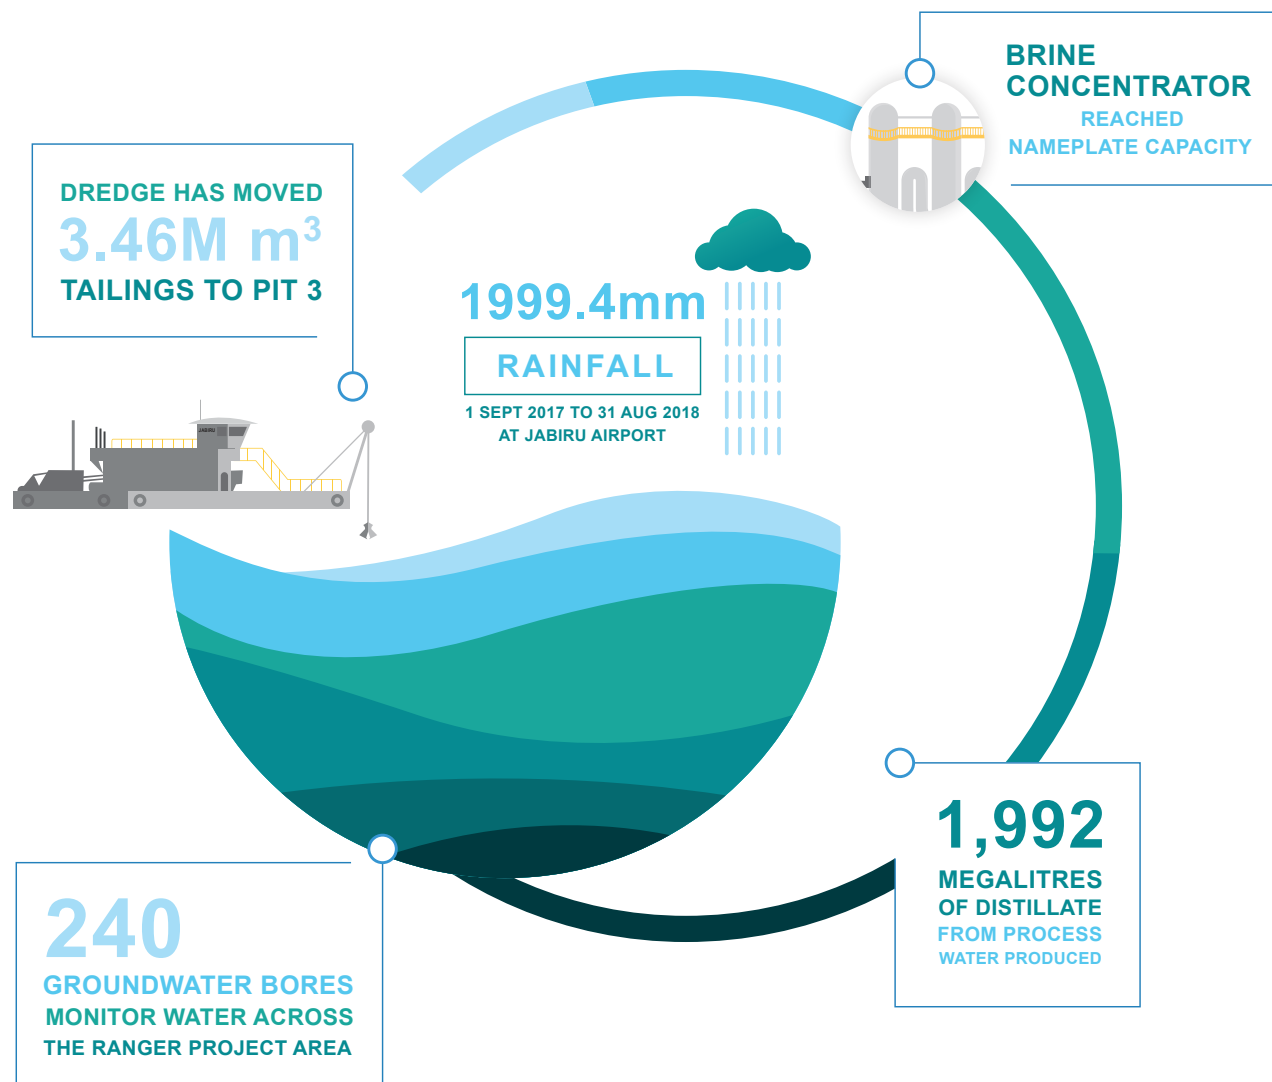 BRINE
CONCENTRATOR
REACHED
NAMEPLATE CAPACITY
DREDGE HAS MOVED
3.46M m³
TAILINGS TO PIT 3
1999.4mm
RAINFALL
1 SEPT 2017 TO 31 AUG 2018
AT JABIRU AIRPORT
JABIRU
1,992
MEGALITRES
OF DISTILLATE
FROM PROCESS
WATER PRODUCED
240
GROUNDWATER BORES
MONITOR WATER ACROSS
THE RANGER PROJECT AREA